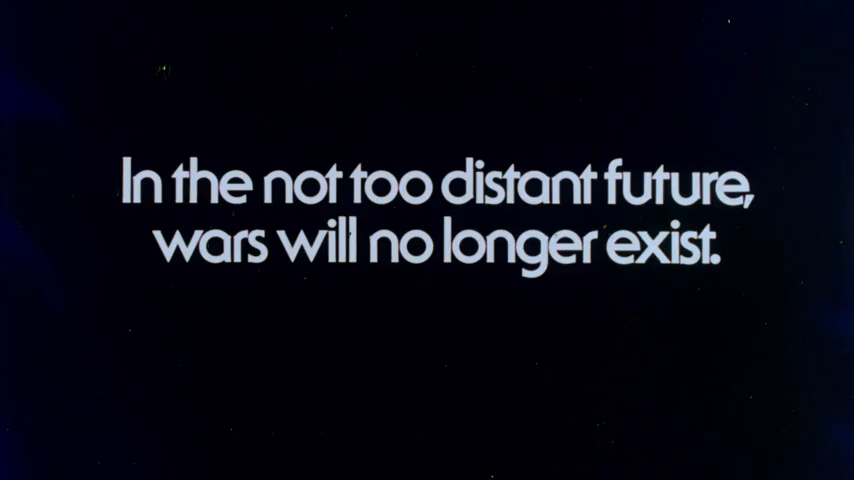 In the not too distant future,
wars will no longer exist.